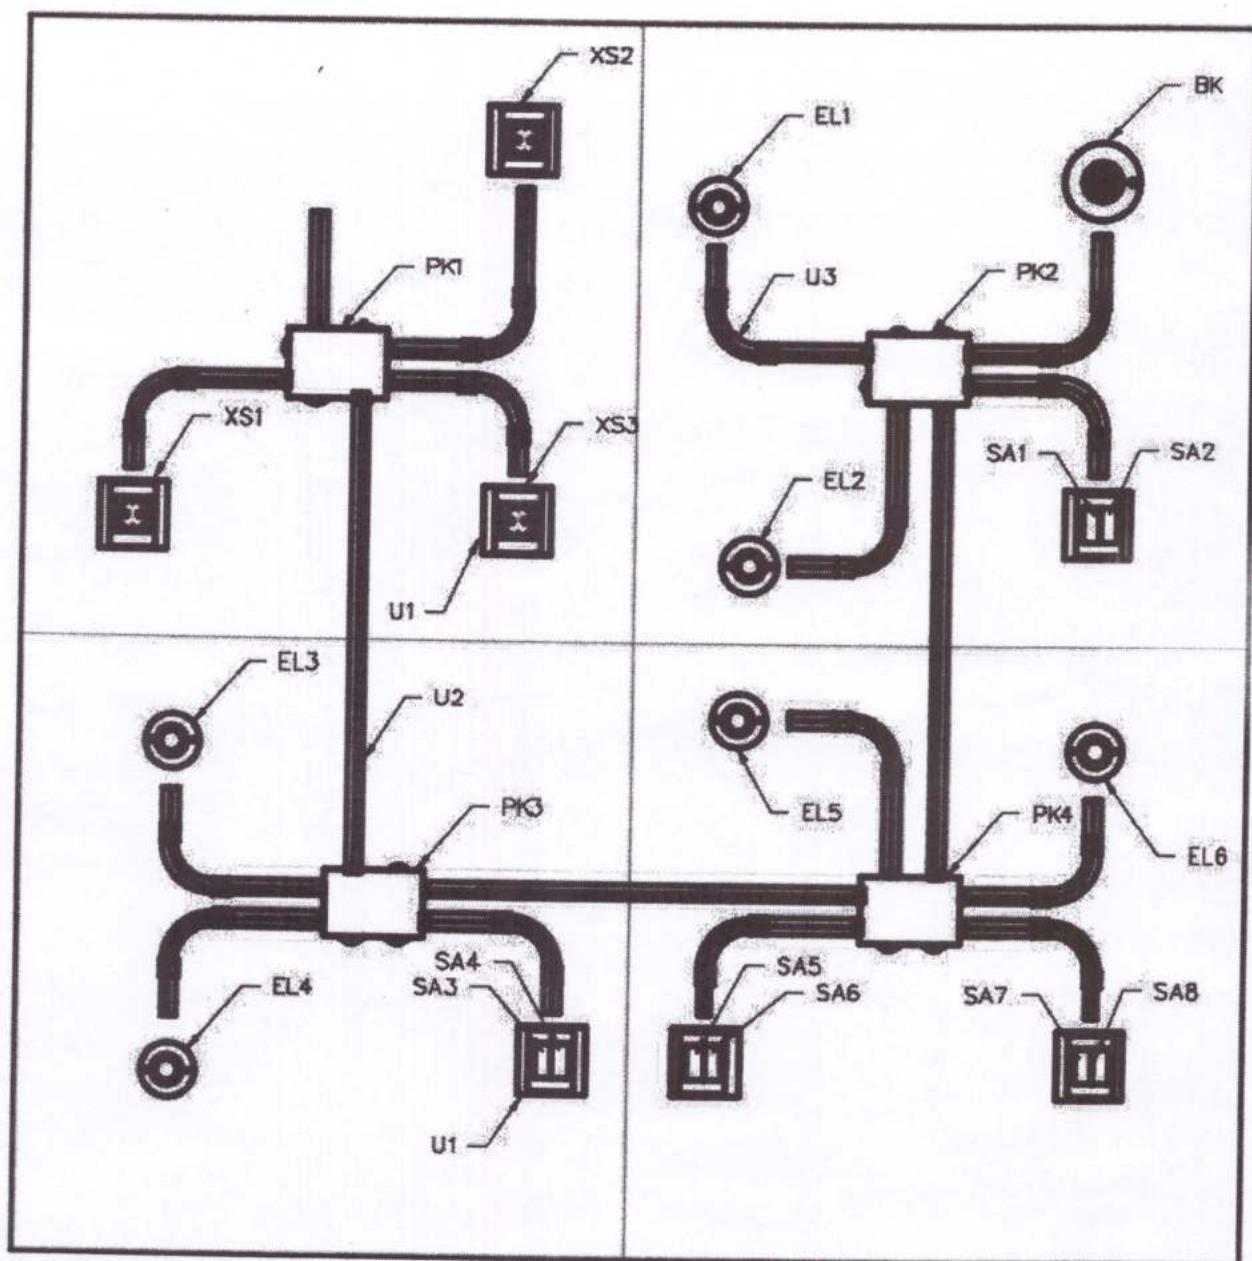 XS2
BK
EL1
PK1
U3
PK2
XS1
XS3
SA1
SA2
EL2
U1
EL3
U2
PK3
EL5
PK4
EL6
SA4
SA3
SA5
SA6
EL4
SA7
SA8
U1